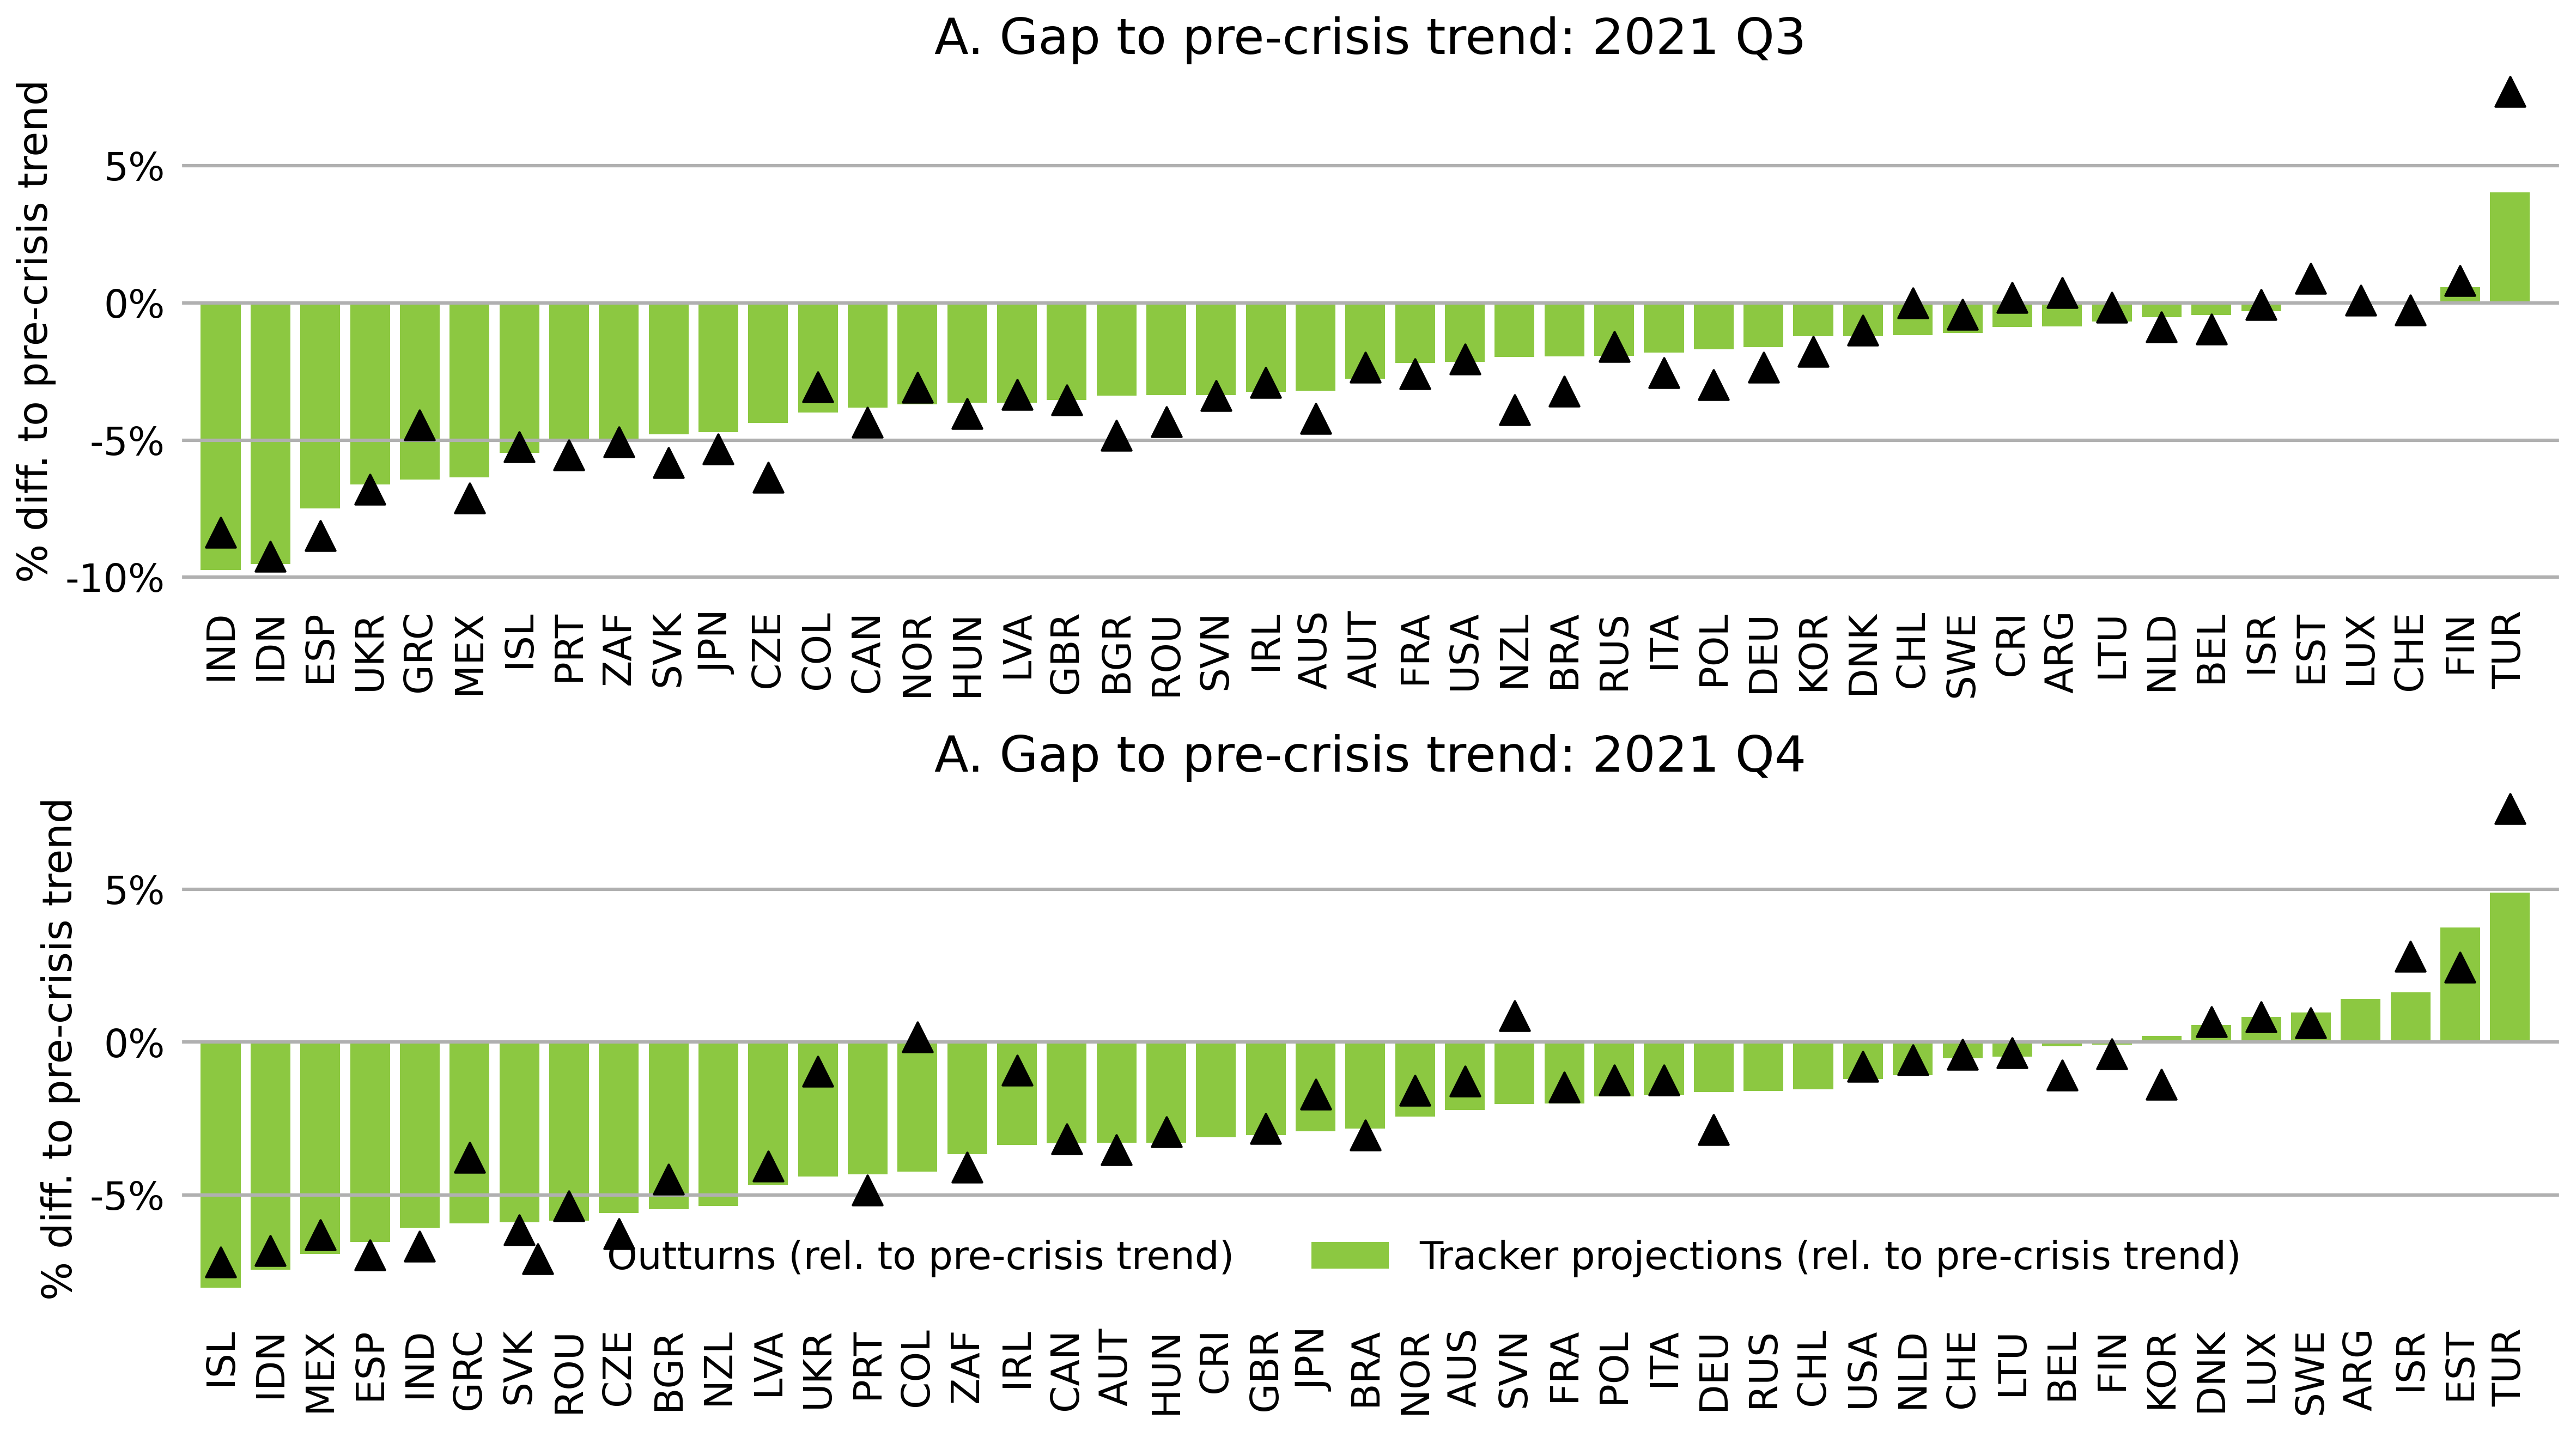 A. Gap to pre-crisis trend: 2021 Q3
% diff. to pre-crisis trend
5%
0%
-5%
-10%
IND IDN ESP UKR GRC MEX ISL PRT ZAF SVK JPN CZE COL CAN NOR HUN LVA GBR BGR ROU SVN IRL AUS AUT FRA USA NZL BRA RUS ITA POL DEU KOR DNK CHL SWE CRI ARG LTU NLD BEL ISR EST LUX CHE FIN TUR
A. Gap to pre-crisis trend: 2021 Q4
% diff. to pre-crisis trend
5%
0%
-5%
Outturns (rel. to pre-crisis trend) Tracker projections (rel. to pre-crisis trend)
ISL IDN MEX ESP IND GRC SVK ROU CZE BGR NZL LVA UKR PRT COL ZAF IRL CAN AUT HUN CRI GBR JPN BRA NOR AUS SVN FRA POL ITA DEU RUS CHL USA NLD CHE LTU BEL FIN KOR DNK LUX SWE ARG ISR EST TUR